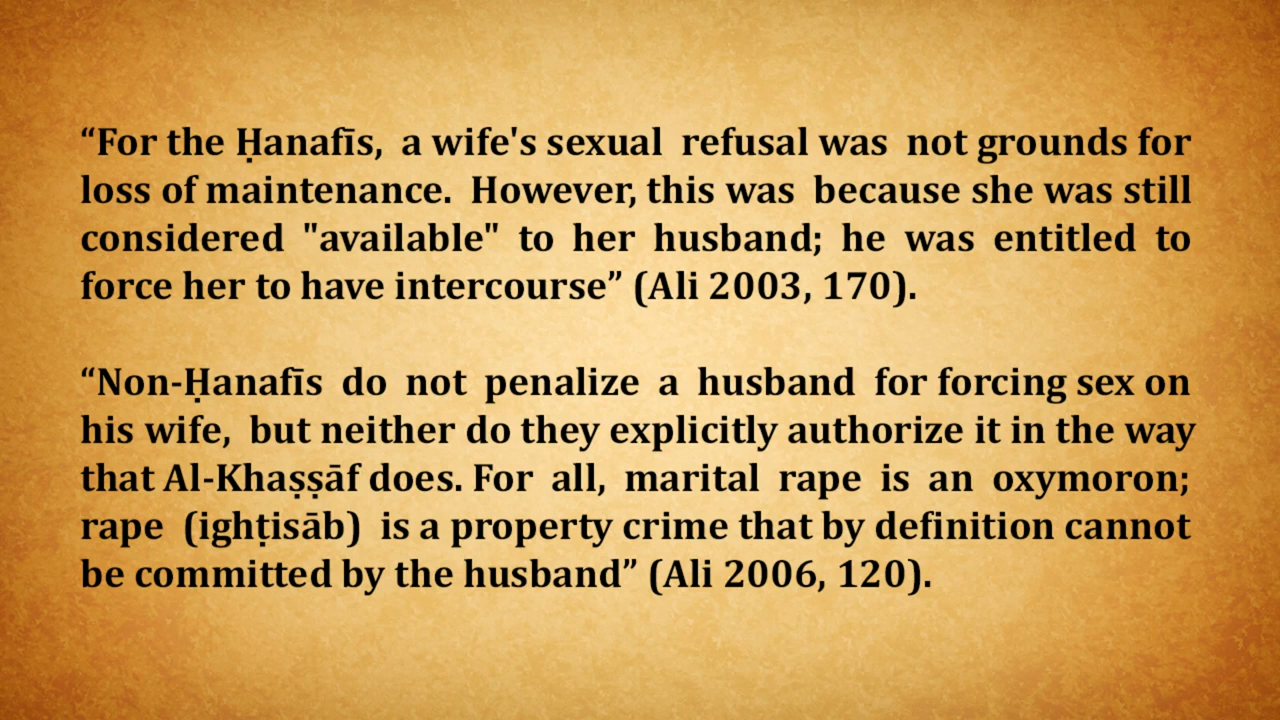 “For the Ḥanafīs, a wife's sexual refusal was not grounds for
loss of maintenance. However, this was because she was still
considered "available" to her husband; he was entitled to
force her to have intercourse” (Ali 2003, 170).
“Non-Ḥanafīs do not penalize a husband for forcing sex on
his wife, but neither do they explicitly authorize it in the way
that Al-Khaṣṣāf does. For all, marital rape is an oxymoron;
rape (ighṭisāb) is a property crime that by definition cannot
be committed by the husband” (Ali 2006, 120).